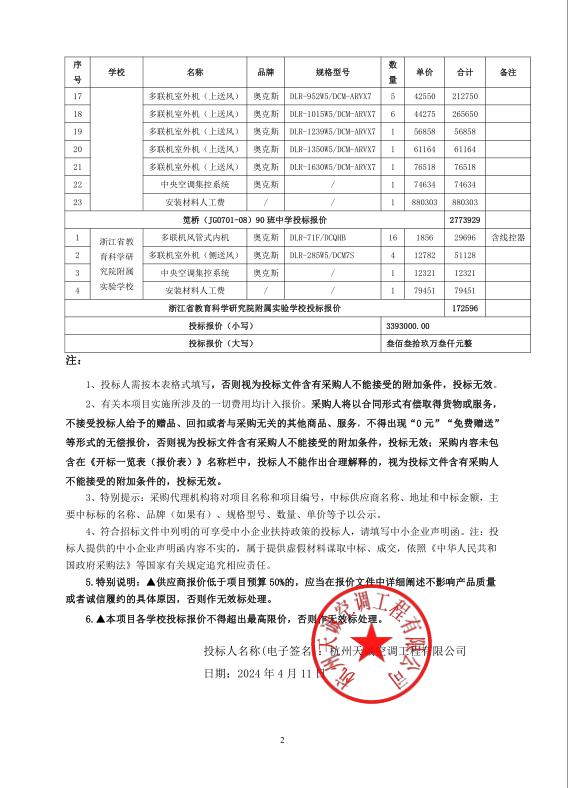 序号 学校 名称 品牌 规格型号 数量 单价 合计 备注
17 多联机室外机（上送风） 奥克斯 DLR-952W5/DCM-ARVX7 5 42550 212750
18 多联机室外机（上送风） 奥克斯 DLR-1015W5/DCM-ARVX7 6 44275 265650
19 多联机室外机（上送风） 奥克斯 DLR-1239W5/DCM-ARVX7 1 56858 56858
20 多联机室外机（上送风） 奥克斯 DLR-1350W5/DCM-ARVX7 1 61164 61164
21 多联机室外机（上送风） 奥克斯 DLR-1630W5/DCM-ARVX7 1 76518 76518
22 中央空调集控系统 奥克斯 / 1 74634 74634
23 安装材料人工费 / / 1 880303 880303
笕桥（JG0701-08）90 班中学投标报价 2773929
1 浙江省教育科学研究院附属实验学校 多联机风管式内机 奥克斯 DLR-71F/DCQHB 16 1856 29696 含线控器
2 多联机室外机（侧送风） 奥克斯 DLR-285W5/DCM7S 4 12782 51128
3 中央空调集控系统 奥克斯 / 1 12321 12321
4 安装材料人工费 / / 1 79451 79451
浙江省教育科学研究院附属实验学校投标报价 172596
投标报价（小写） 3393000.00
投标报价（大写） 叁佰叁拾玖万叁仟元整
注：
1、投标人需按本表格式填写，否则视为投标文件含有采购人不能接受的附加条件，投标无效。
2、有关本项目实施所涉及的一切费用均计入报价。采购人将以合同形式有偿取得货物或服务，
不接受投标人给予的赠品、回扣或者与采购无关的其他商品、服务。不得出现“0 元”“免费赠送”
等形式的无偿报价，否则视为投标文件含有采购人不能接受的附加条件，投标无效；采购内容未包
含在《开标一览表（报价表）》名称栏中，投标人不能作出合理解释的，视为投标文件含有采购人
不能接受的附加条件的，投标无效。
3、特别提示：采购代理机构将对项目名称和项目编号，中标供应商名称、地址和中标金额，主
要中标标的名称、品牌（如果有）、规格型号、数量、单价等予以公示。
4、符合招标文件中列明的可享受中小企业扶持政策的投标人，请填写中小企业声明函。注：投
标人提供的中小企业声明函内容不实的，属于提供虚假材料谋取中标、成交，依照《中华人民共和
国政府采购法》等国家有关规定追究相应责任。
5.特别说明：▲供应商报价低于项目预算 50%的，应当在报价文件中详细阐述不影响产品质量
或者诚信履约的具体原因，否则作无效标处理。
6.▲本项目各学校投标报价不得超出最高限价，否则作无效标处理。
投标人名称(电子签名)：杭州天诚空调工程有限公司
日期：2024 年 4 月 11 日
杭州天诚空调工程有限公司
2